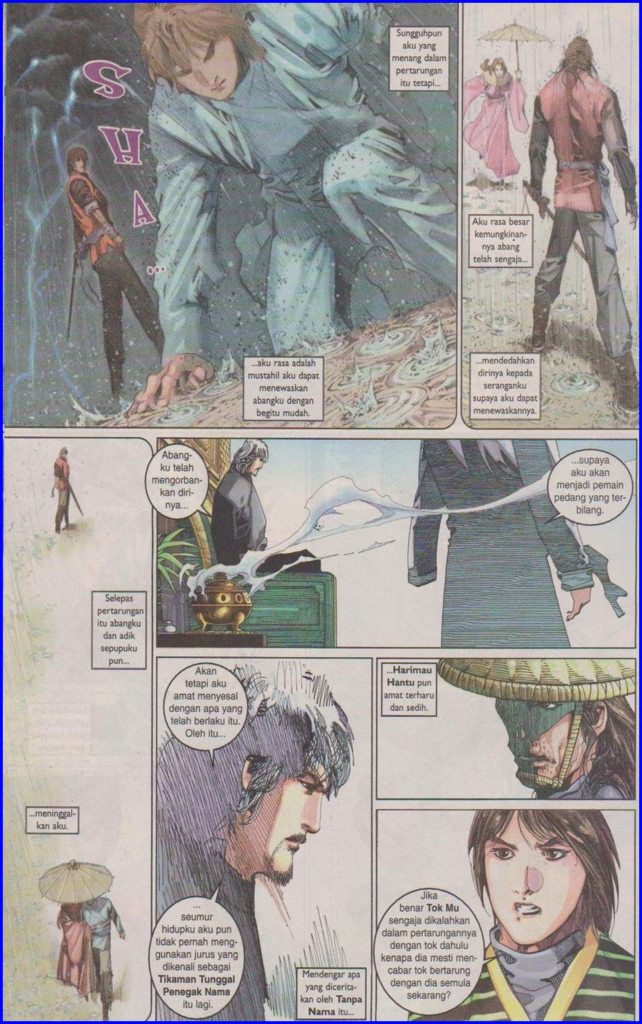 Sungguhpun
aku yang
menang dalam
pertarungan
itu tetapi...
SHA...
...aku rasa adalah
mustahil aku dapat
menewaskan
abangku dengan
begitu mudah.
Aku rasa besar
kemungkinan-
nya abang
telah sengaja...
...mendedahkan
dirinya kepada
seranganku
supaya aku dapat
menewaskannya.
Selepas
pertarungan
itu abangku
dan adik
sepupuku
pun...
...meninggal-
kan aku.
Abang-
ku telah
mengorban-
kan diri-
nya...
...supaya
aku akan
menjadi pemain
pedang yang ter-
bilang.
Akan
tetapi aku
amat menyesal
dengan apa yang
telah berlaku itu.
Oleh itu...
...
seumur
hidupku aku pun
tidak pernah meng-
gunakan jurus yang
dikenali sebagai
Tikaman Tunggal
Penegak Nama
itu lagi.
Mendengar apa
yang dicerita-
kan oleh Tanpa
Nama itu...
...Harimau
Hantu pun
amat terharu
dan sedih.
Jika
benar Tok Mu
sengaja dikalahkan
dalam pertarungannya
dengan tok dahulu
kenapa dia mesti men-
cabar tok bertarung
dengan dia semula
sekarang?